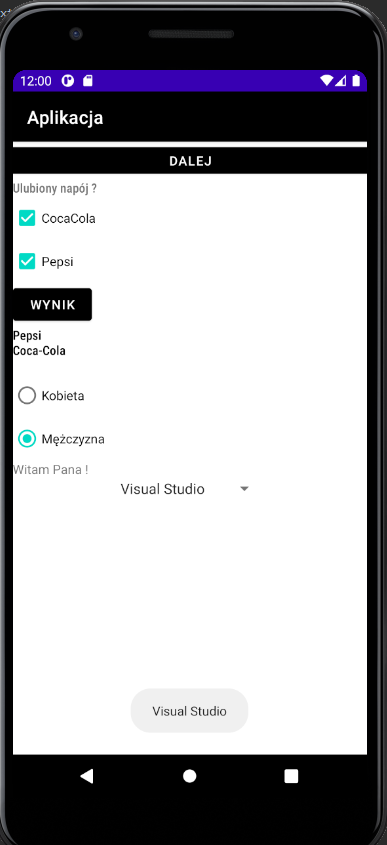 12:00
Aplikacja
DALEJ
Ulubiony napój ?
CocaCola
Pepsi
WYNIK
Pepsi
Coca-Cola
Kobieta
Mężczyzna
Witam Pana !
Visual Studio
Visual Studio